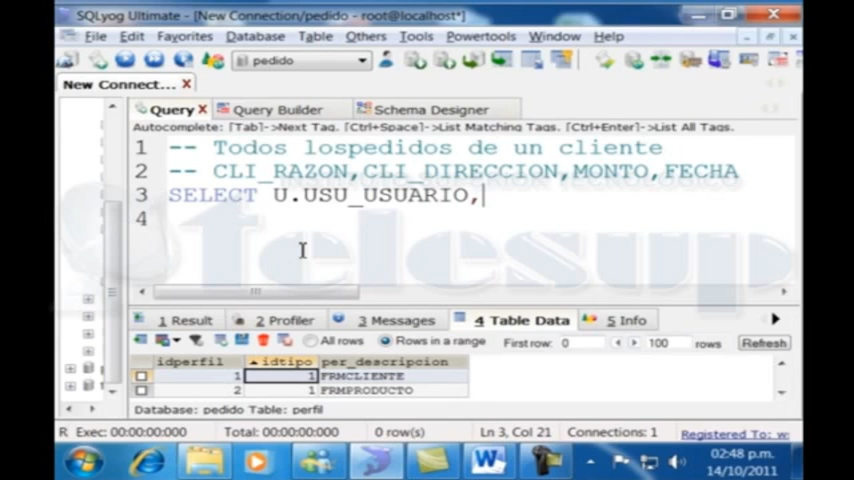 SQLyog Ultimate - [New Connection/pedido - root@localhost*]
File Edit Favorites Database Table Others Tools Powertools Window Help
pedido
New Connect... X
Query X Query Builder Schema Designer
Autocomplete: [Tab]->Next Tag. [Ctrl+Space]->List Matching Tags. [Ctrl+Enter]->List All Tags.
1 -- Todos lospedidos de un cliente
2 -- CLI_RAZON,CLI_DIRECCION,MONTO,FECHA
3 SELECT U.USU_USUARIO,
4
telesup
1 Result 2 Profiler 3 Messages 4 Table Data 5 Info
All rows Rows in a range First row: 0 100 rows Refresh
idperfil idtipo per_descripcion
1 1 FRMCLIENTE
2 1 FRMPRODUCTO
Database: pedido Table: perfil
R Exec: 00:00:00:000 Total: 00:00:00:000 0 row(s) Ln 3, Col 21 Connections: 1 Registered To: w
02:48 p.m.
14/10/2011